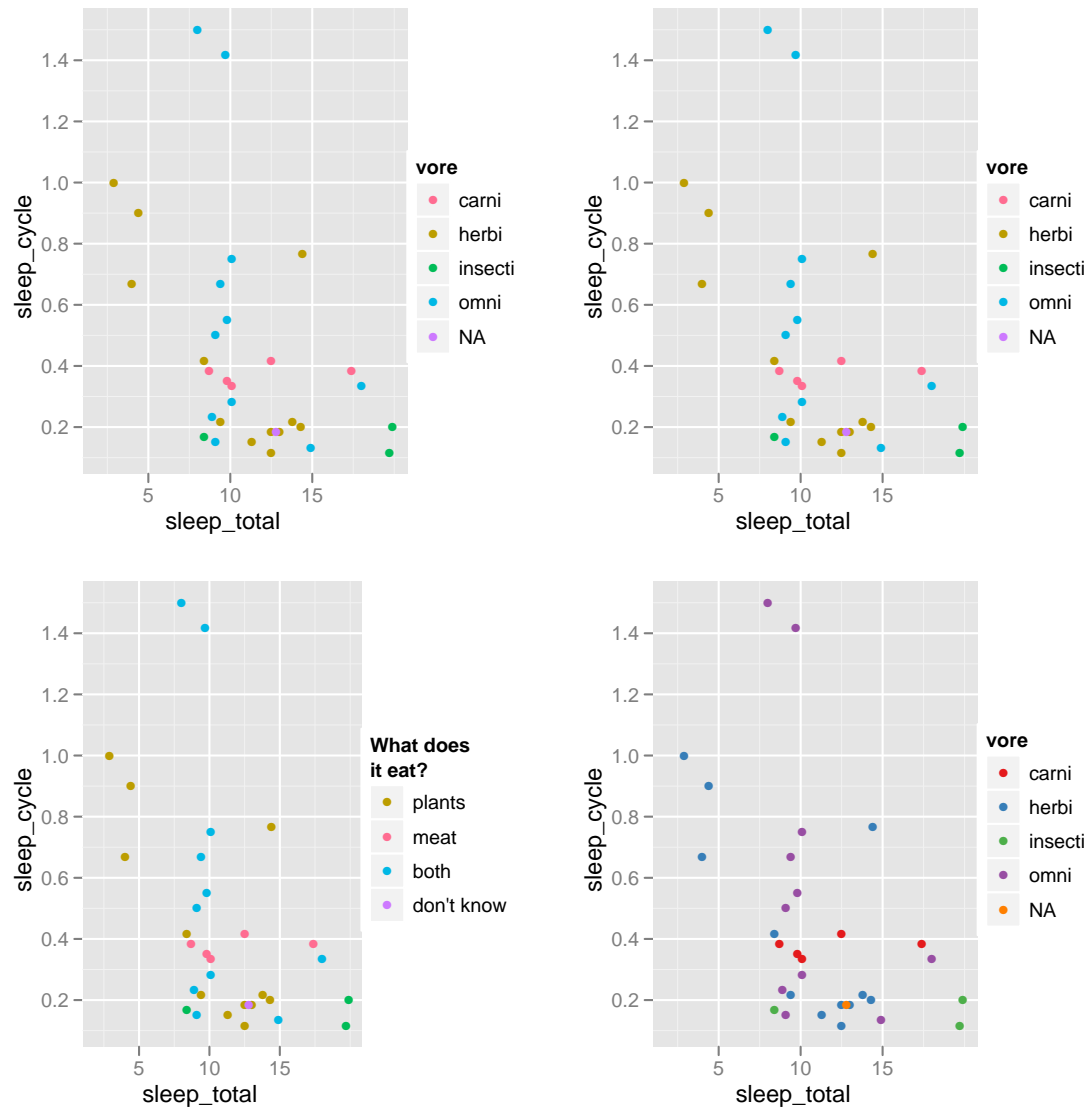 sleep_cycle
1.4
1.2
1.0
0.8
0.6
0.4
0.2
5 10 15
sleep_total
vore
carni
herbi
insecti
omni
NA
sleep_cycle
1.4
1.2
1.0
0.8
0.6
0.4
0.2
5 10 15
sleep_total
vore
carni
herbi
insecti
omni
NA
sleep_cycle
1.4
1.2
1.0
0.8
0.6
0.4
0.2
5 10 15
sleep_total
What does
it eat?
plants
meat
both
don't know
sleep_cycle
1.4
1.2
1.0
0.8
0.6
0.4
0.2
5 10 15
sleep_total
vore
carni
herbi
insecti
omni
NA